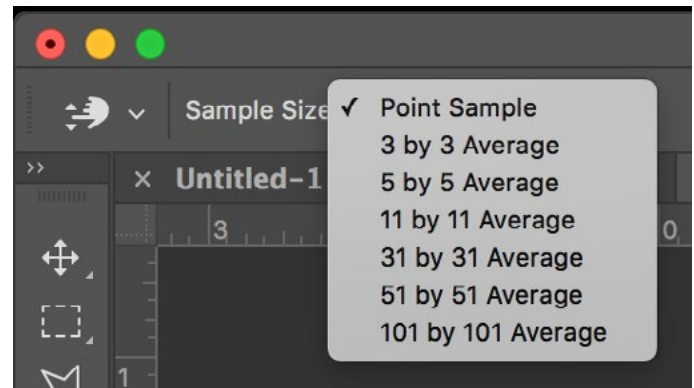 Sample Size
✓ Point Sample
3 by 3 Average
5 by 5 Average
11 by 11 Average
31 by 31 Average
51 by 51 Average
101 by 101 Average
>>
× Untitled-1
3
0
1